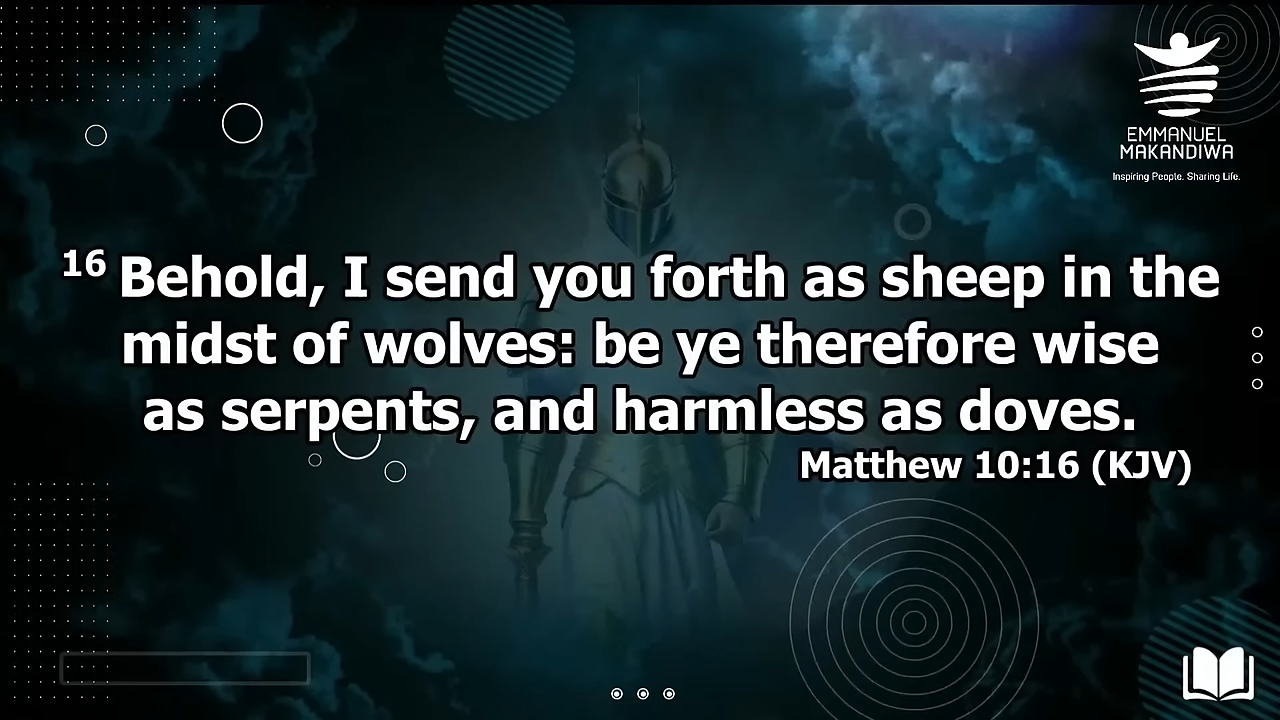 EMMANUEL
MAKANDIWA
Inspiring People. Sharing Life.
16 Behold, I send you forth as sheep in the
midst of wolves: be ye therefore wise
as serpents, and harmless as doves.
Matthew 10:16 (KJV)